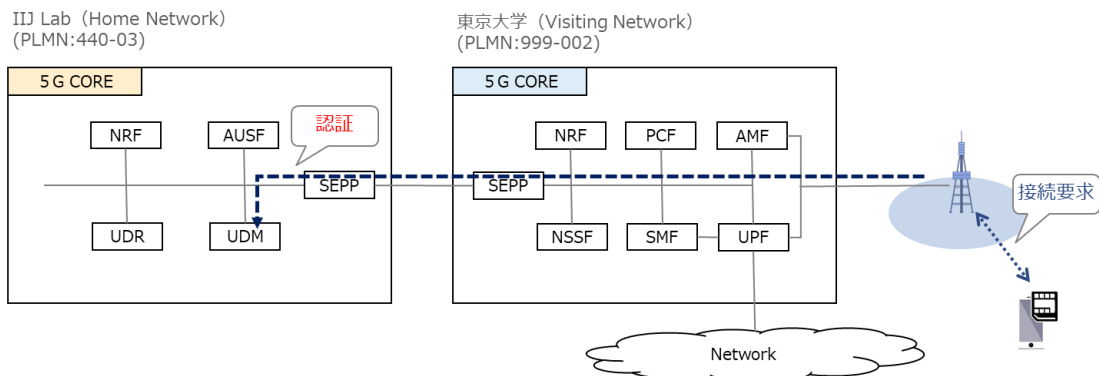 IIJ Lab（Home Network）
(PLMN:440-03)
東京大学（Visiting Network）
(PLMN:999-002)
5G CORE
5G CORE
認証
NRF
AUSF
NRF
PCF
AMF
SEPP
SEPP
接続要求
UDR
UDM
NSSF
SMF
UPF
Network